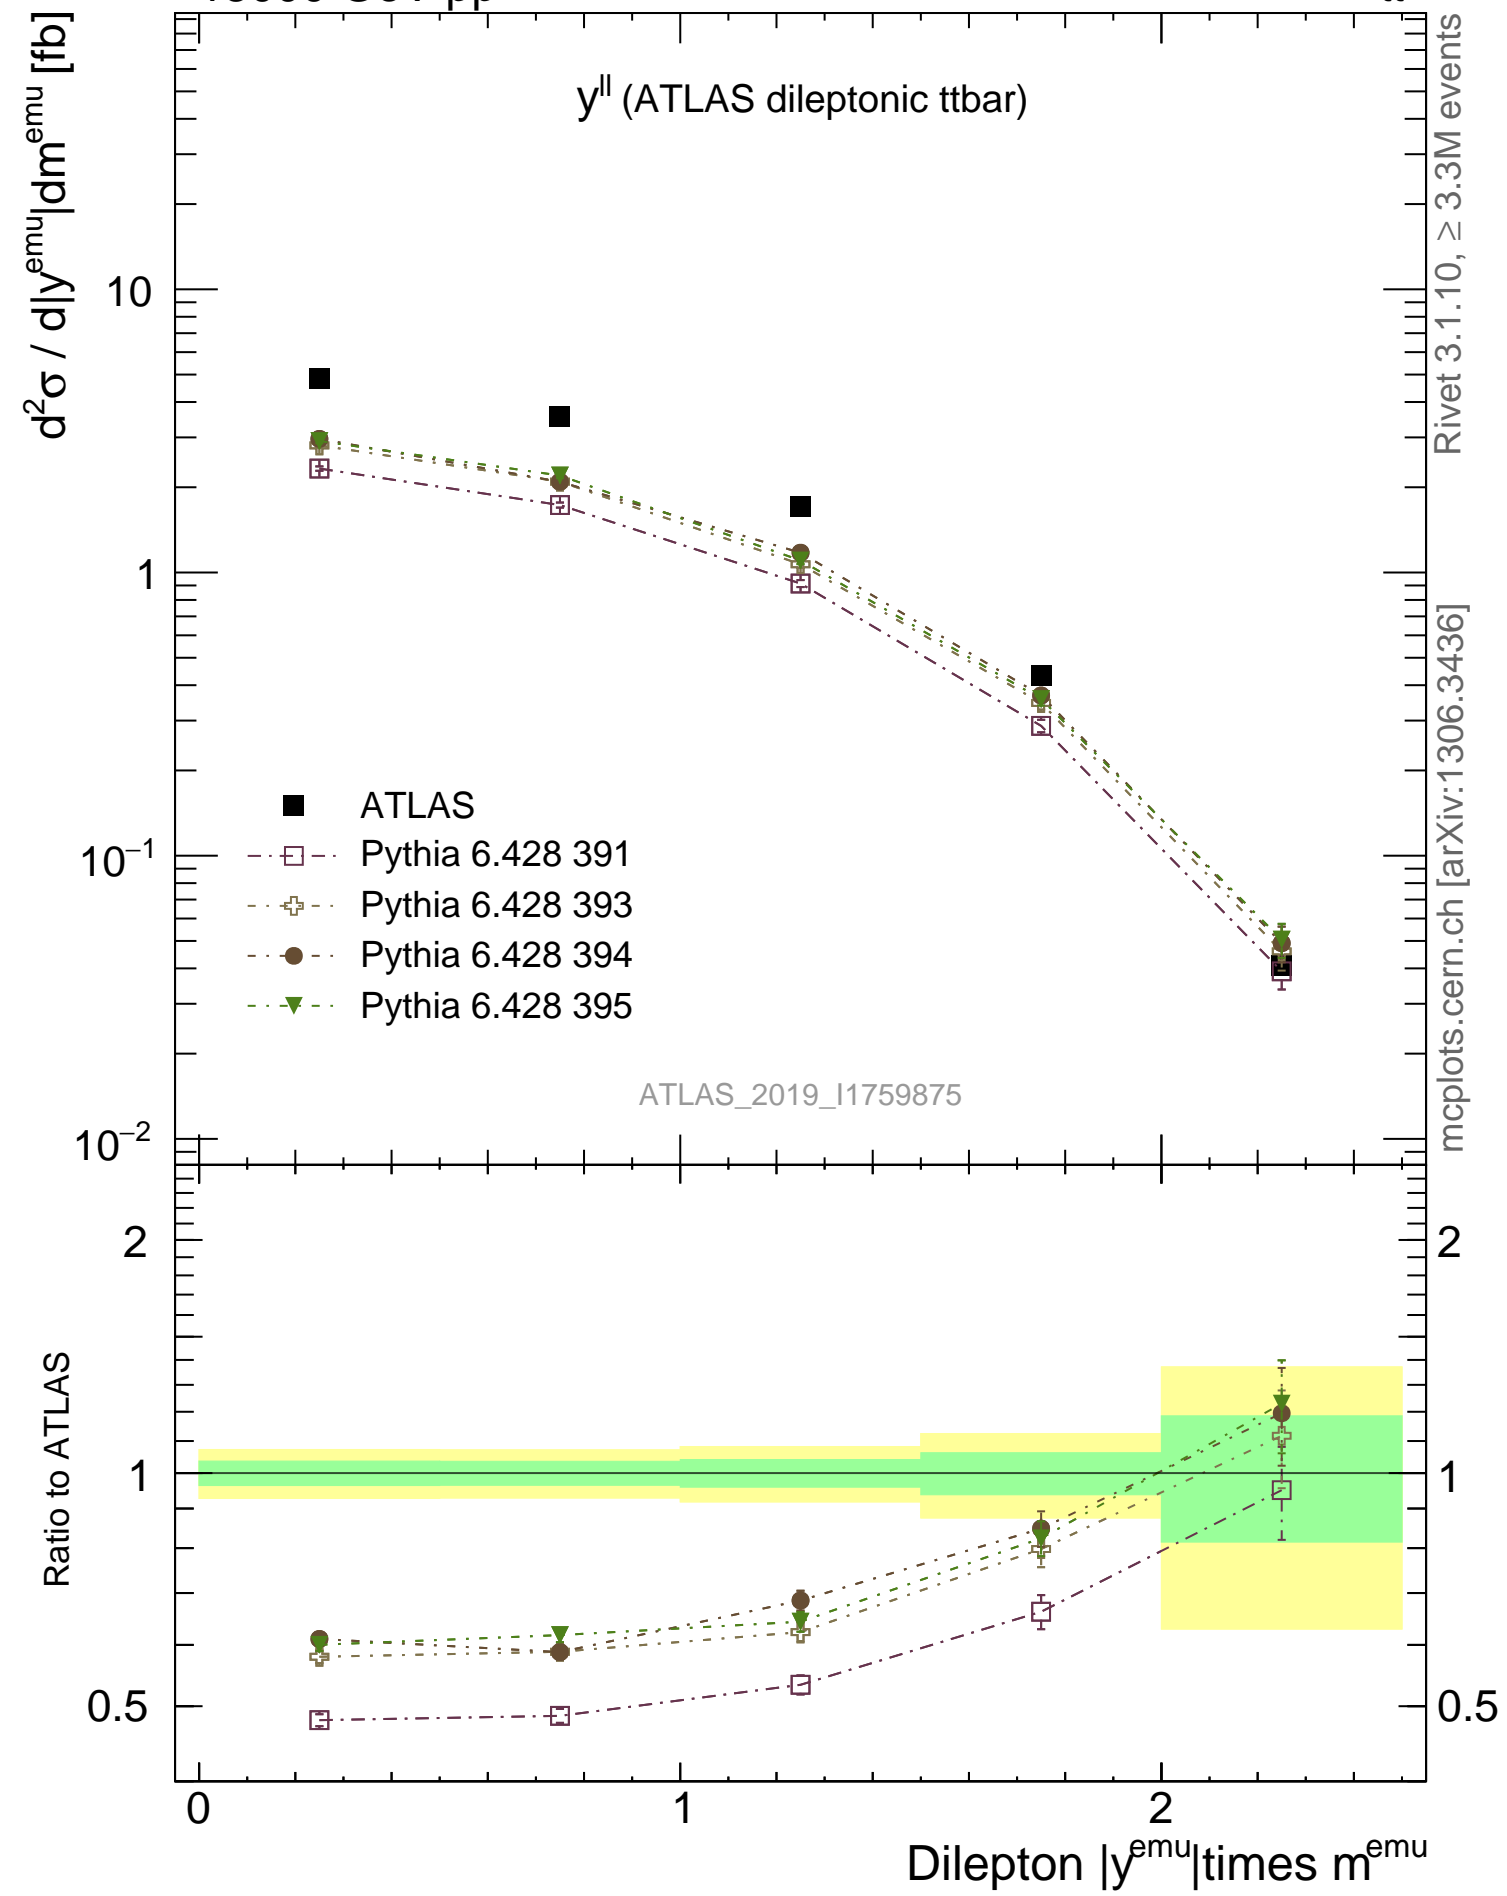 y^ll (ATLAS dileptonic ttbar)
d²σ / d|y^emu|dm^emu [fb]
10
1
10⁻¹
10⁻²
ATLAS
Pythia 6.428 391
Pythia 6.428 393
Pythia 6.428 394
Pythia 6.428 395
ATLAS_2019_I1759875
Rivet 3.1.10, ≥ 3.3M events
mcplots.cern.ch [arXiv:1306.3436]
Ratio to ATLAS
2
1
0.5
2
1
0.5
0
1
2
Dilepton |y^emu|times m^emu